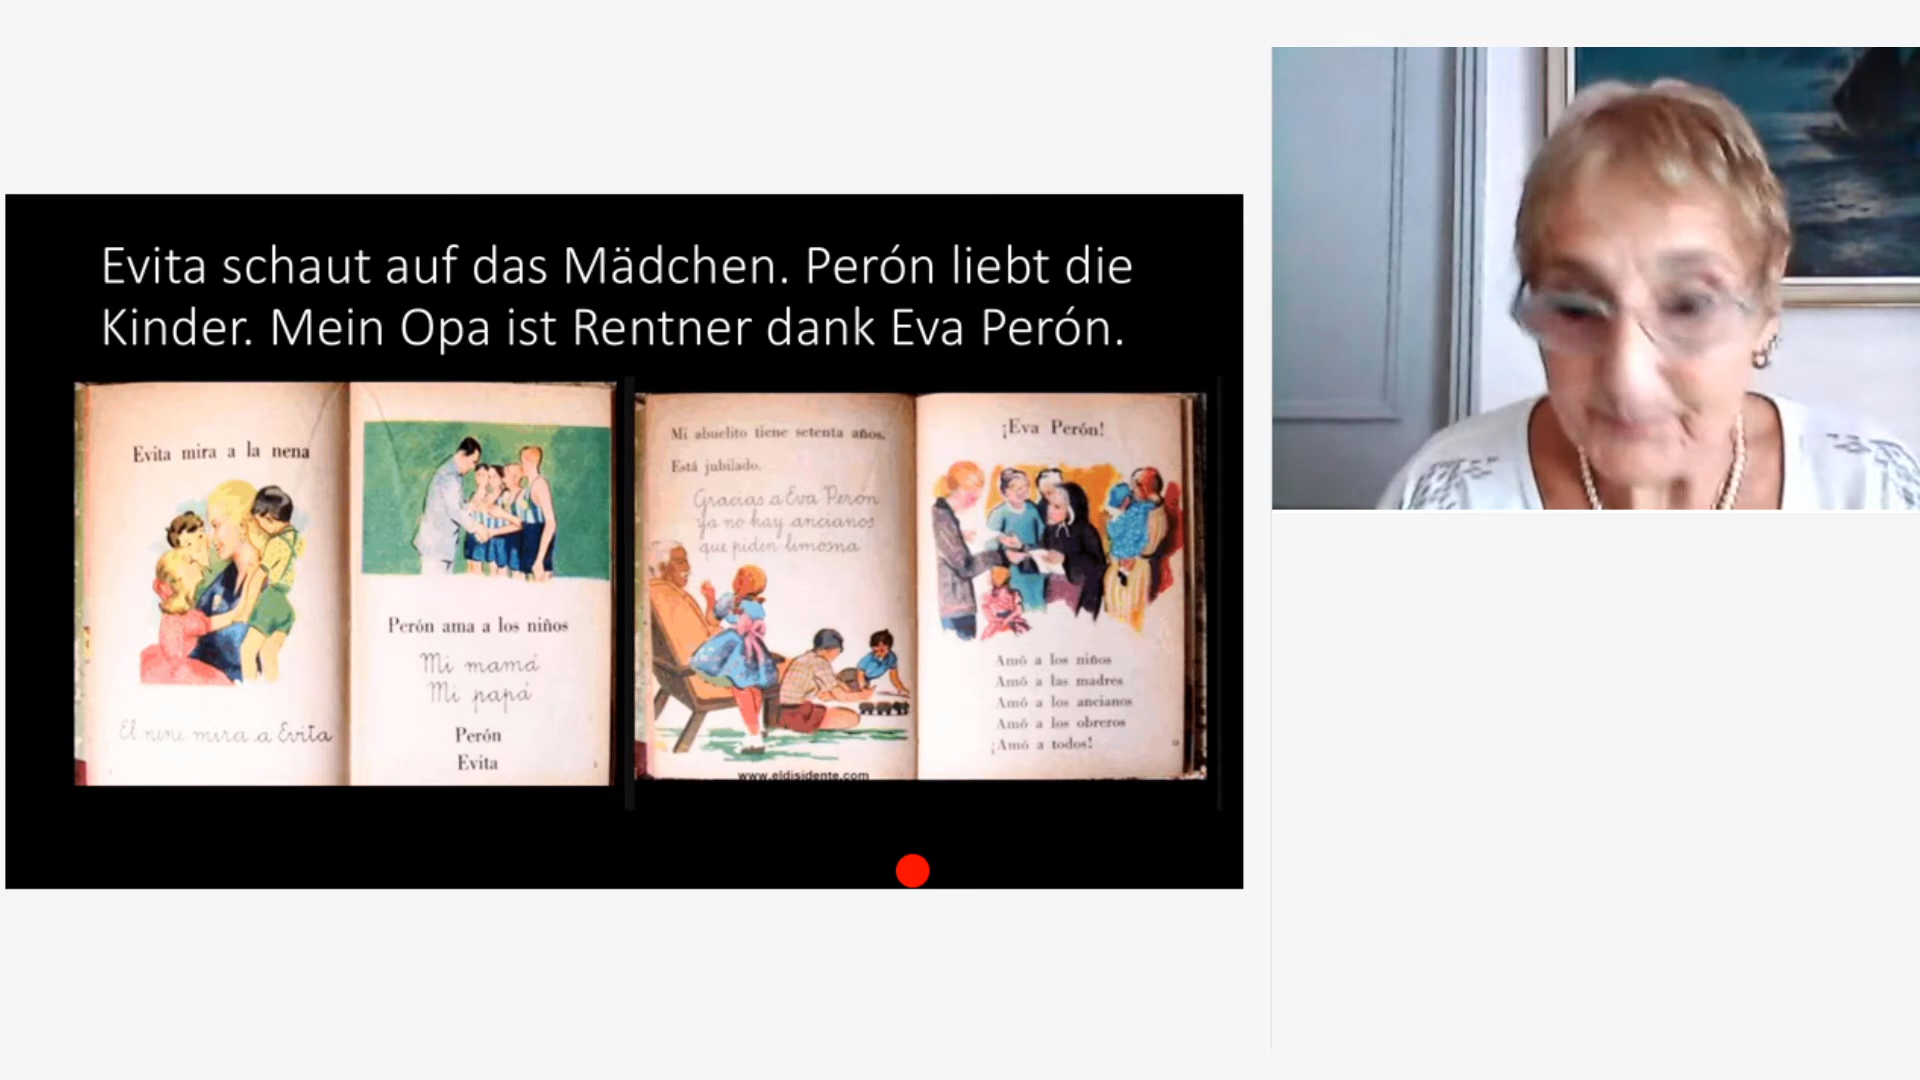 Evita schaut auf das Mädchen. Perón liebt die
Kinder. Mein Opa ist Rentner dank Eva Perón.
Evita mira a la nena
El nene mira a Evita
Perón ama a los niños
Mi mamá
Mi papá
Perón
Evita
Mi abuelito tiene setenta años.
Está jubilado.
Gracias a Eva Perón
ya no hay ancianos
que piden limosna
www.eldisidente.com
¡Eva Perón!
Amó a los niños
Amó a las madres
Amó a los ancianos
Amó a los obreros
¡Amó a todos!